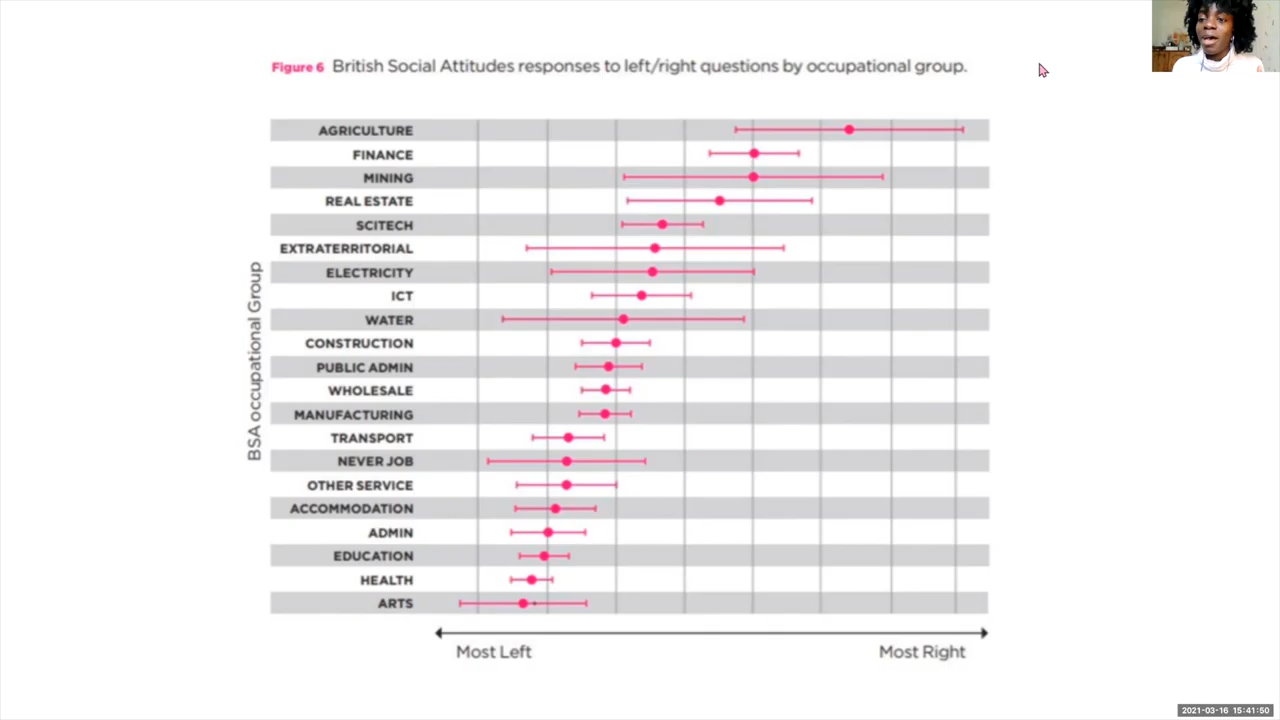 Figure 6 British Social Attitude responses to left/right questions by occupational group.
BSA occupational Group
AGRICULTURE
FINANCE
MINING
REAL ESTATE
SCITECH
EXTRATERRITORIAL
ELECTRICITY
ICT
WATER
CONSTRUCTION
PUBLIC ADMIN
WHOLESALE
MANUFACTURING
TRANSPORT
NEVER JOB
OTHER SERVICE
ACCOMMODATION
ADMIN
EDUCATION
HEALTH
ARTS
Most Left Most Right
2021-03-16 15:41:50